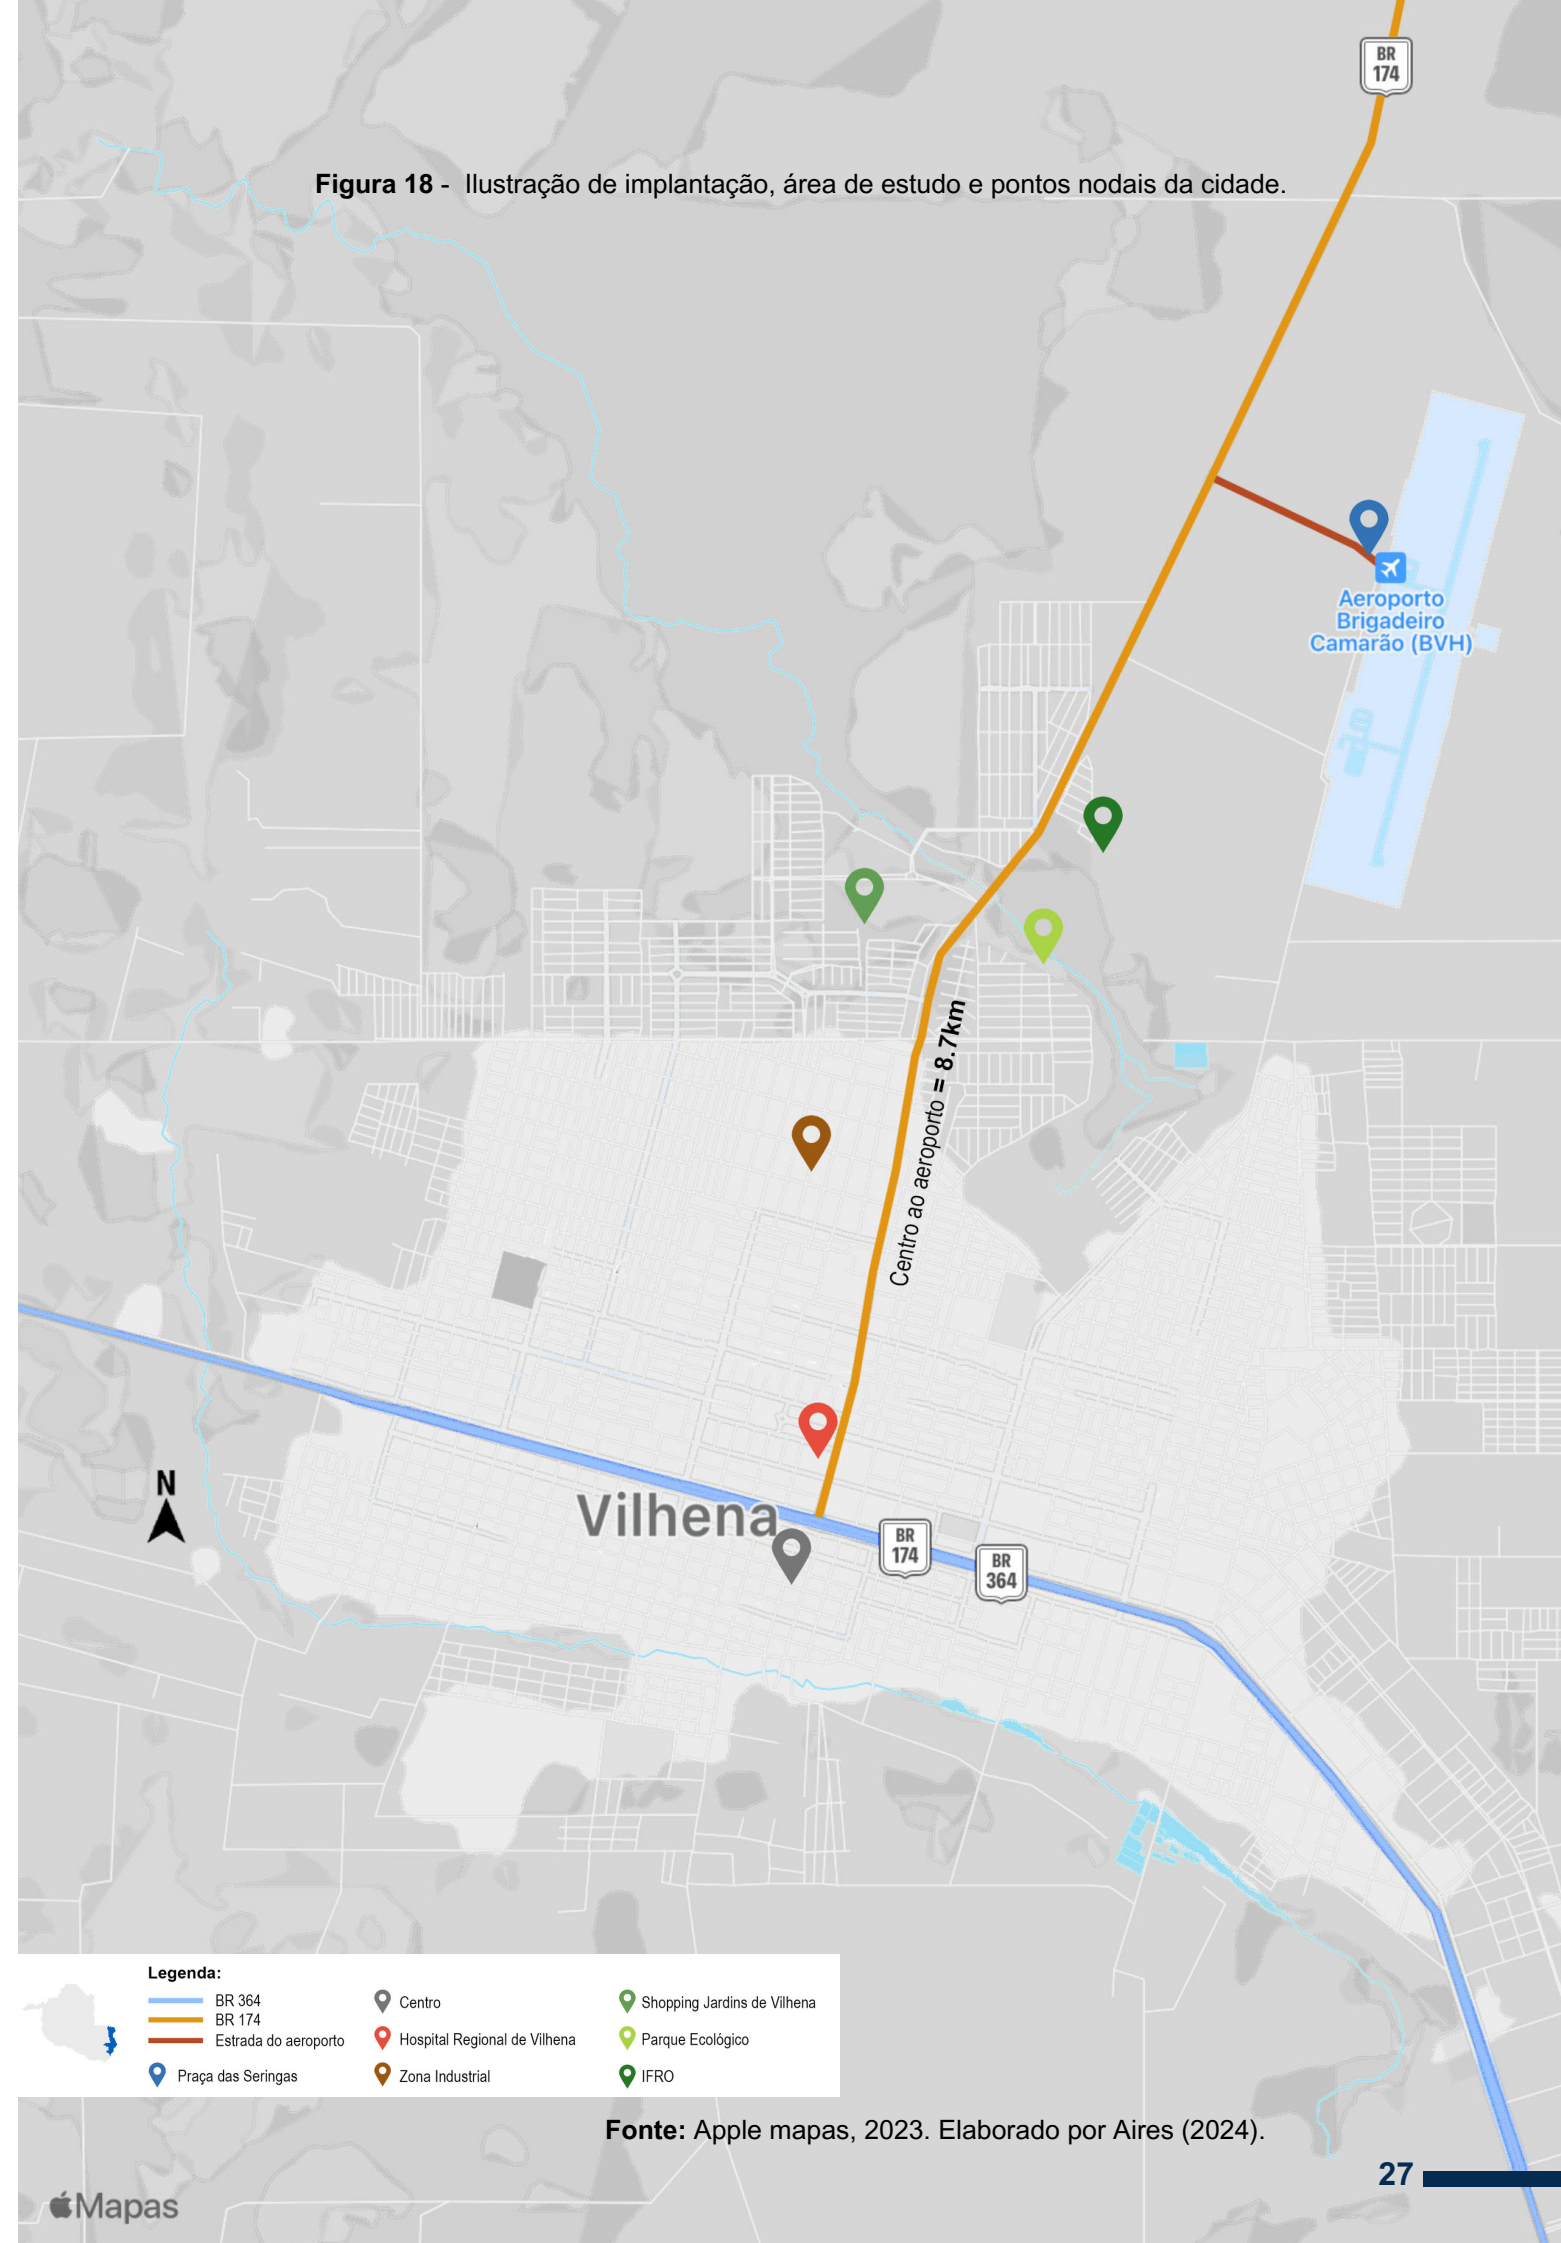 BR
174
Figura 18 - Ilustração de implantação, área de estudo e pontos nodais da cidade.
Aeroporto
Brigadeiro
Camarão (BVH)
Centro ao aeroporto = 8.7km
N
Vilhena
BR
174
BR
364
Legenda:
BR 364
BR 174
Estrada do aeroporto
Praça das Seringas
Centro
Hospital Regional de Vilhena
Zona Industrial
Shopping Jardins de Vilhena
Parque Ecológico
IFRO
Fonte: Apple mapas, 2023. Elaborado por Aires (2024).
27
Mapas